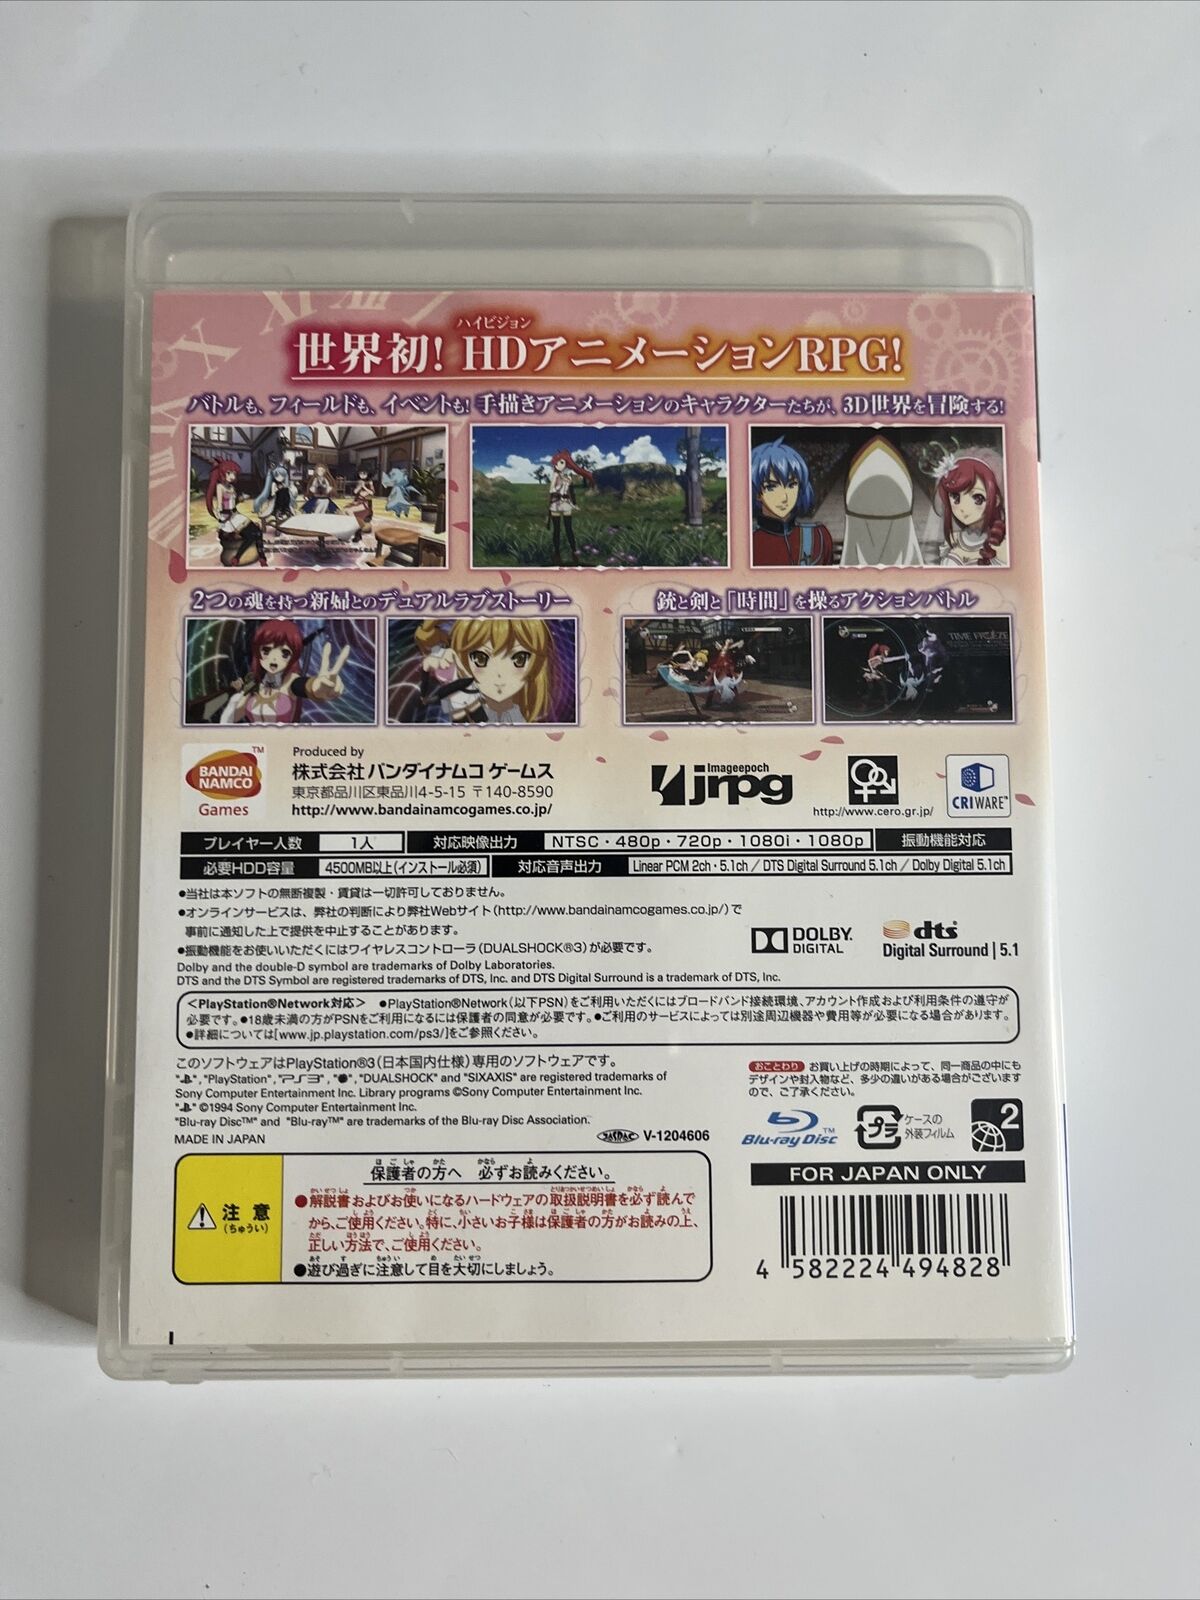 ハイビジョン
世界初! HDアニメーションRPG!
バトルも、フィールドも、イベントも! 手描きアニメーションのキャラクターたちが、3D世界を冒険する!
2つの魂を持つ新婦とのデュアルラブストーリー
銃と剣と「時間」を操るアクションバトル
TIME FREEZE
BANDAI NAMCO Games TM
Produced by
株式会社 バンダイナムコ ゲームス
東京都品川区東品川4-5-15 〒140-8590
http://www.bandainamcogames.co.jp/
Imageepoch
jrpg
http://www.cero.gr.jp/
CRIWARE™
プレイヤー人数 1人 対応映像出力 NTSC・480p・720p・1080i・1080p 振動機能対応
必要HDD容量 4500MB以上(インストール必須) 対応音声出力 Linear PCM 2ch・5.1ch / DTS Digital Surround 5.1ch / Dolby Digital 5.1ch
●当社は本ソフトの無断複製・賃貸は一切許可しておりません。
●オンラインサービスは、弊社の判断により弊社Webサイト(http://www.bandainamcogames.co.jp/)で
事前に通知した上で提供を中止することがあります。
●振動機能をお使いいただくにはワイヤレスコントローラ(DUALSHOCK®3)が必要です。
Dolby and the double-D symbol are trademarks of Dolby Laboratories.
DTS and the DTS Symbol are registered trademarks of DTS, Inc. and DTS Digital Surround is a trademark of DTS, Inc.
DOLBY DIGITAL
dts Digital Surround | 5.1
<PlayStation®Network対応> ●PlayStation®Network(以下PSN)をご利用いただくにはブロードバンド接続環境、アカウント作成および利用条件の遵守が
必要です。●18歳未満の方がPSNをご利用になるには保護者の同意が必要です。●ご利用のサービスによっては別途周辺機器や費用等が必要になる場合があります。
●詳細については[www.jp.playstation.com/ps3/]をご参照ください。
このソフトウェアはPlayStation®3(日本国内仕様)専用のソフトウェアです。
" ", "PlayStation", "PS3", " ", "DUALSHOCK" and "SIXAXIS" are registered trademarks of
Sony Computer Entertainment Inc. Library programs ©Sony Computer Entertainment Inc.
" " ©1994 Sony Computer Entertainment Inc.
"Blu-ray Disc™" and "Blu-ray™" are trademarks of the Blu-ray Disc Association.
MADE IN JAPAN
JASRAC V-1204606
おことわり お買い上げの時期によって、同一商品の中にも
デザインや封入物など、多少の違いがある場合がございます
ので、ご了承ください。
Blu-ray Disc™
プラ
ケースの
外装フィルム
2
FOR JAPAN ONLY
4 582224 494828
注意
(ちゅうい)
保護者の方へ 必ずお読みください。
●解説書およびお使いになるハードウェアの取扱説明書を必ず読んで
から、ご使用ください。特に、小さいお子様は保護者の方がお読みの上、
正しい方法で、ご使用ください。
●遊び過ぎに注意して目を大切にしましょう。